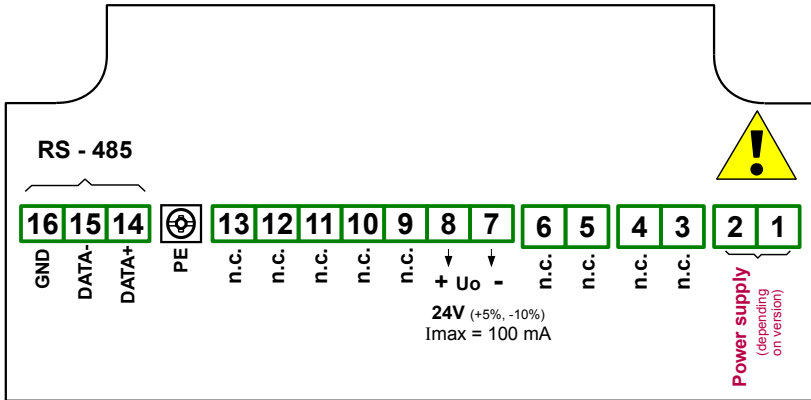 RS - 485
16 15 14 13 12 11 10 9 8 7 6 5 4 3 2 1
GND
DATA-
DATA+
PE
n.c.
n.c.
n.c.
n.c.
n.c.
+ Uo -
24V (+5%, -10%)
Imax = 100 mA
n.c.
n.c.
n.c.
n.c.
Power supply
(depending
on version)